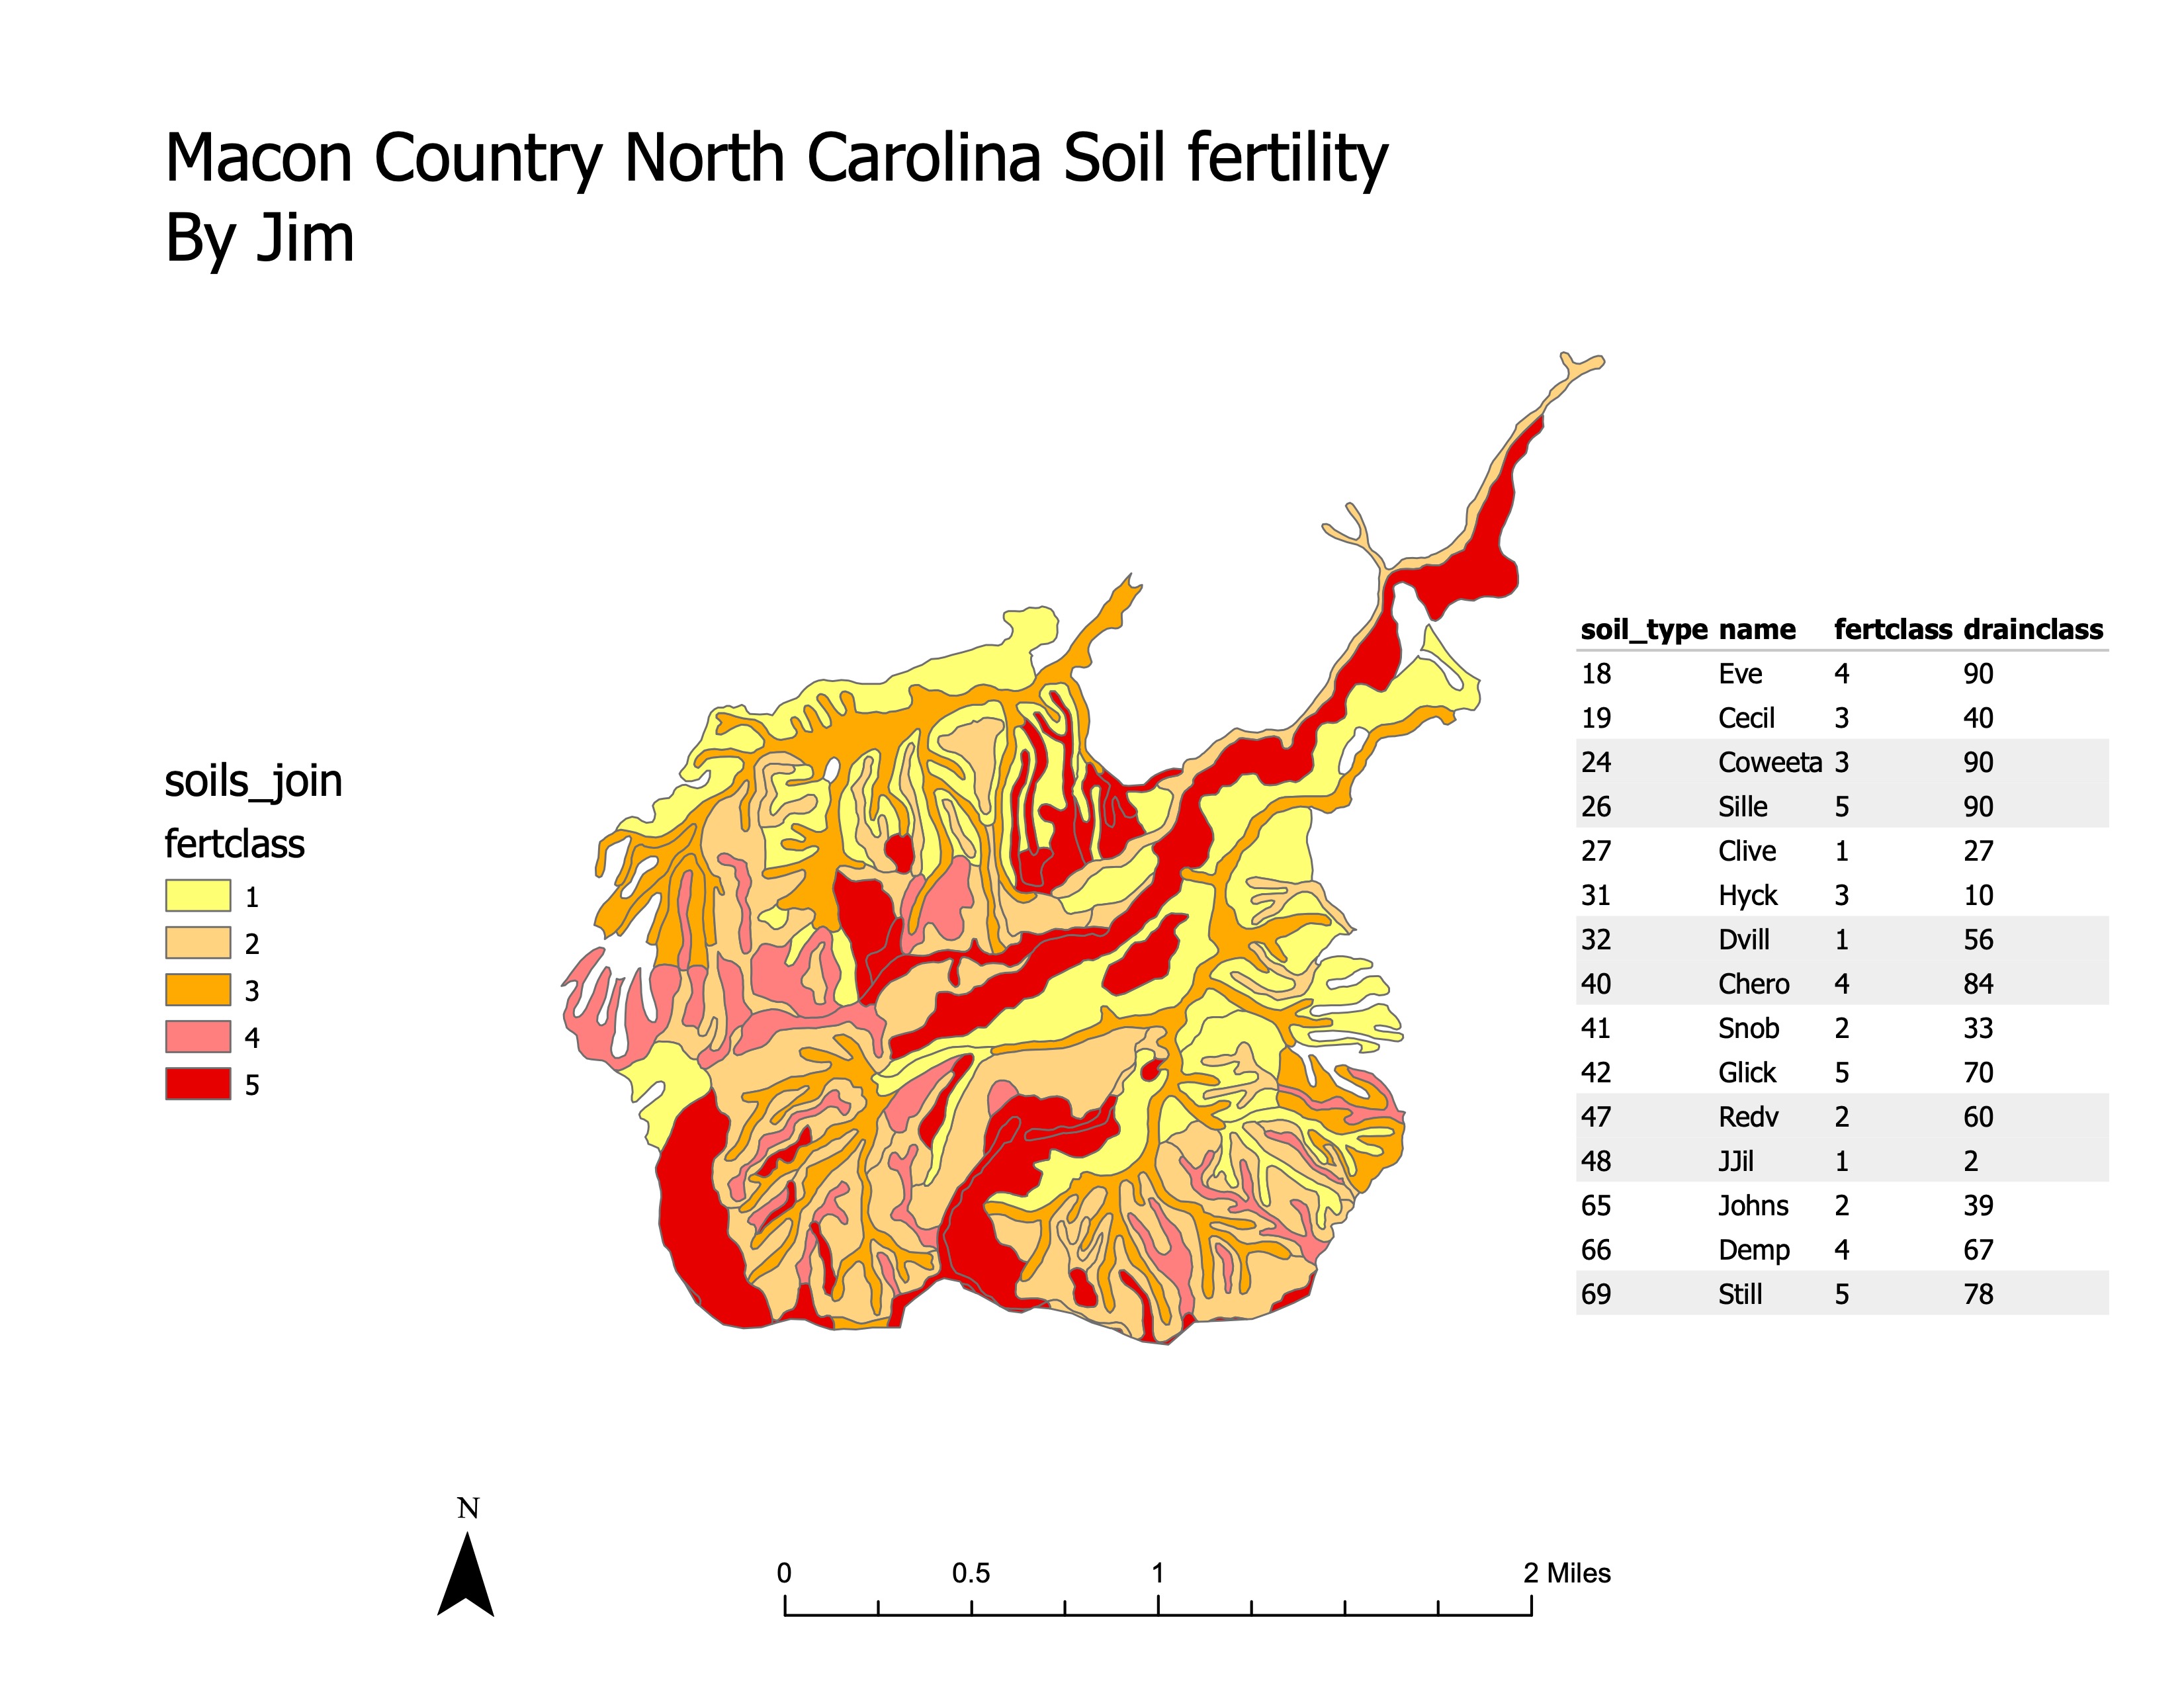 Macon Country North Carolina Soil fertility
By Jim
soils_join
fertclass
1
2
3
4
5
soil_type name fertclass drainclass
18 Eve 4 90
19 Cecil 3 40
24 Coweeta 3 90
26 Sille 5 90
27 Clive 1 27
31 Hyck 3 10
32 Dvill 1 56
40 Chero 4 84
41 Snob 2 33
42 Glick 5 70
47 Redv 2 60
48 JJil 1 2
65 Johns 2 39
66 Demp 4 67
69 Still 5 78
N
0 0.5 1 2 Miles